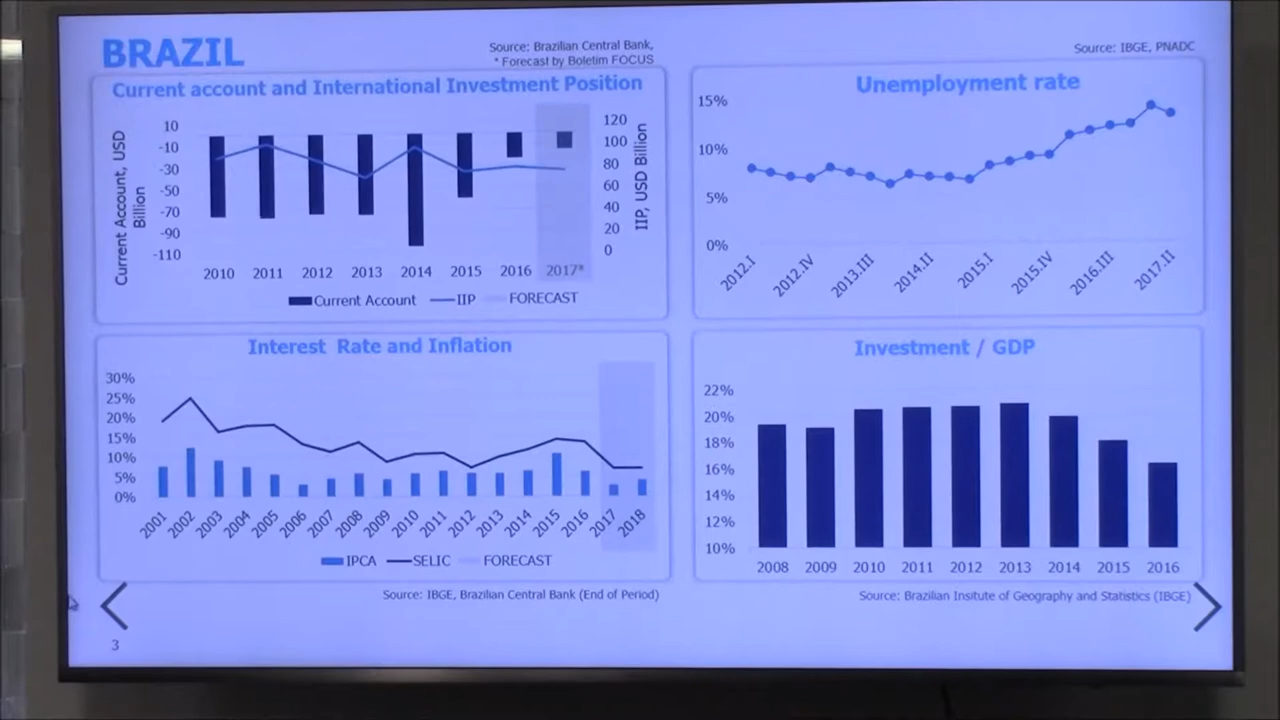 BRAZIL
Source: Brazilian Central Bank,
* Forecast by Boletim FOCUS
Current account and International Investment Position
Current Account, USD
Billion
10
-10
-30
-50
-70
-90
-110
120
100
80
60
40
20
0
IIP, USD Billion
2010 2011 2012 2013 2014 2015 2016 2017*
Current Account IIP FORECAST
Source: IBGE, PNADC
Unemployment rate
15%
10%
5%
0%
2012.I 2012.IV 2013.III 2014.II 2015.I 2015.IV 2016.III 2017.II
Interest Rate and Inflation
30%
25%
20%
15%
10%
5%
0%
2001 2002 2003 2004 2005 2006 2007 2008 2009 2010 2011 2012 2013 2014 2015 2016 2017 2018
IPCA SELIC FORECAST
Source: IBGE, Brazilian Central Bank (End of Period)
Investment / GDP
22%
20%
18%
16%
14%
12%
10%
2008 2009 2010 2011 2012 2013 2014 2015 2016
Source: Brazilian Insitute of Geography and Statistics (IBGE)
3